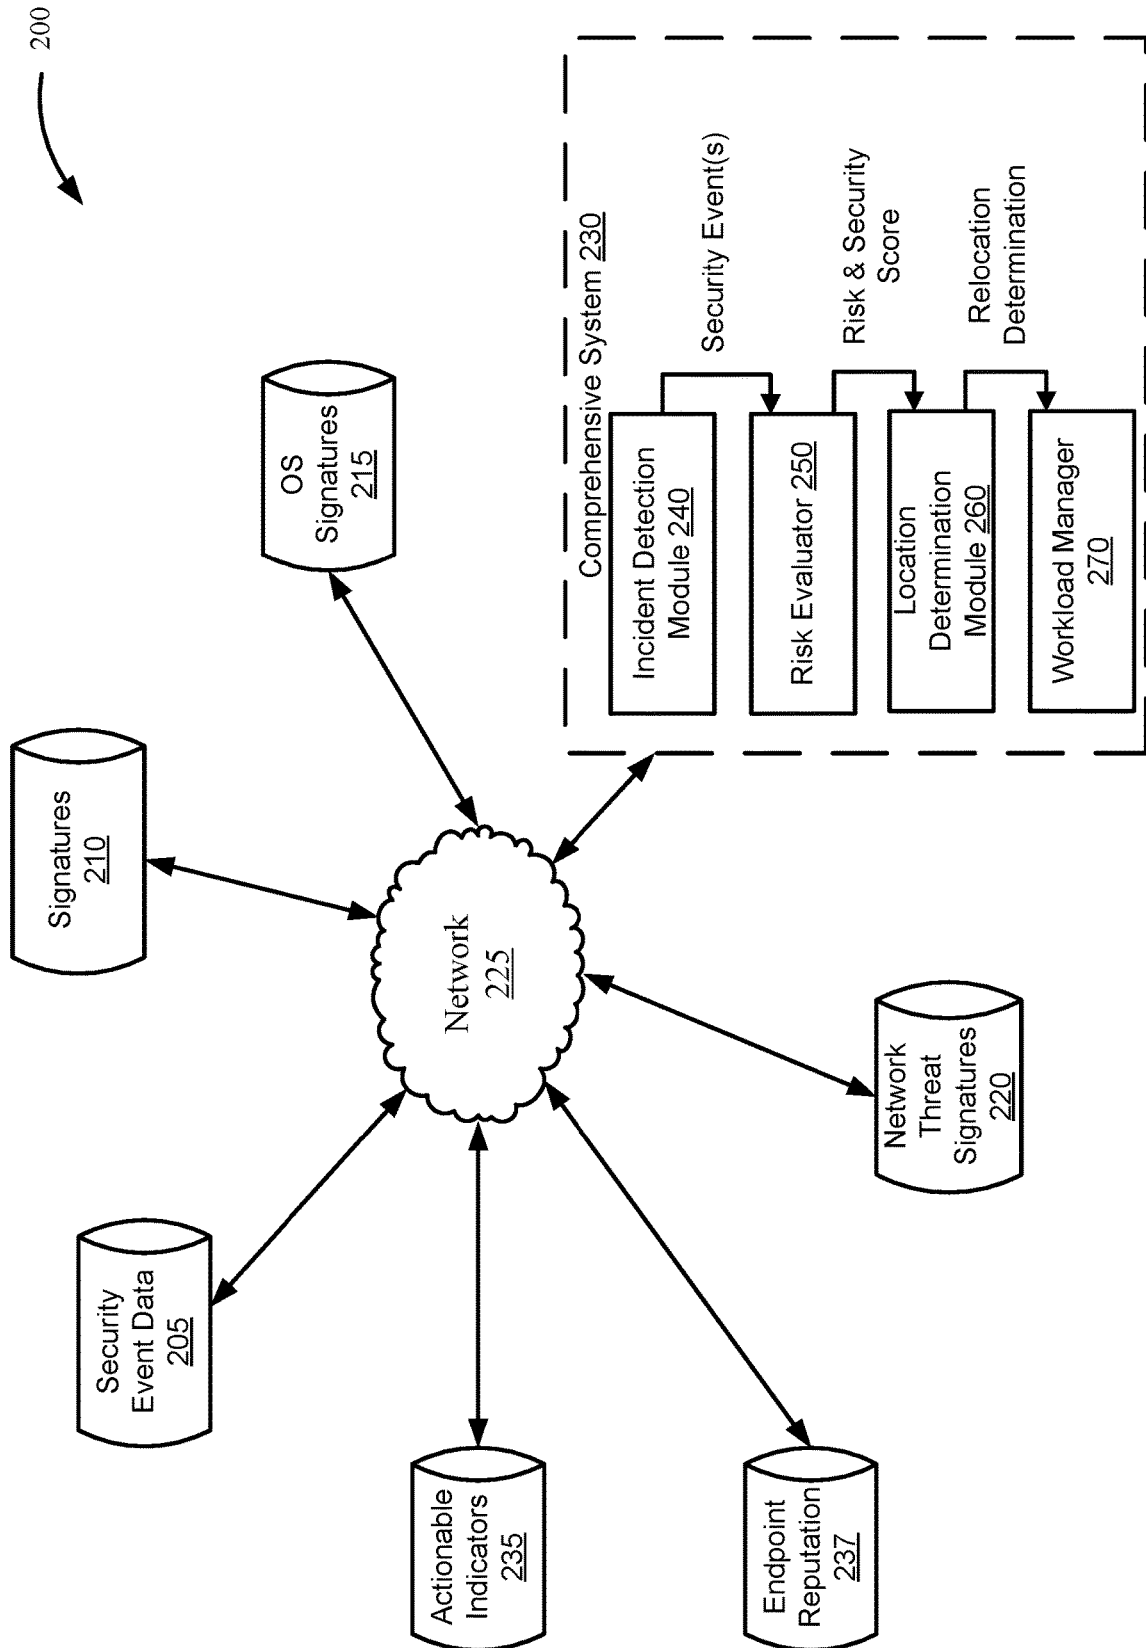 200
Security
Event Data
205
Signatures
210
OS
Signatures
215
Actionable
Indicators
235
Network
225
Endpoint
Reputation
237
Network
Threat
Signatures
220
Comprehensive System 230
Incident Detection
Module 240
Security Event(s)
Risk Evaluator 250
Risk & Security
Score
Location
Determination
Module 260
Relocation
Determination
Workload Manager
270